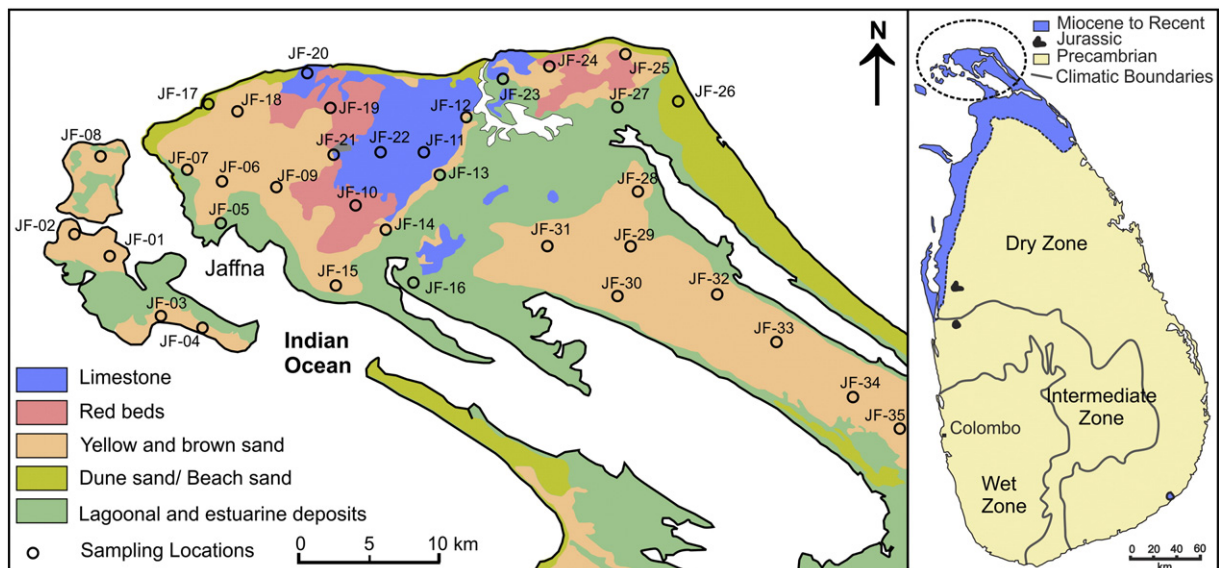 JF-20
JF-17
JF-18
JF-19
JF-12
JF-23
JF-24
JF-25
JF-27
JF-26
N
JF-08
JF-21
JF-22
JF-11
JF-07
JF-06
JF-09
JF-13
JF-10
JF-28
JF-05
JF-14
JF-02
JF-01
JF-31
JF-29
Jaffna
JF-15
JF-16
JF-30
JF-32
JF-03
JF-04
JF-33
Indian
Ocean
JF-34
JF-35
Limestone
Red beds
Yellow and brown sand
Dune sand/ Beach sand
Lagoonal and estuarine deposits
Sampling Locations
0 2 4 6 8 10 km
Miocene to Recent
Jurassic
Precambrian
Climatic Boundaries
Dry Zone
Intermediate
Zone
Colombo
Wet
Zone
0 20 40 60
km